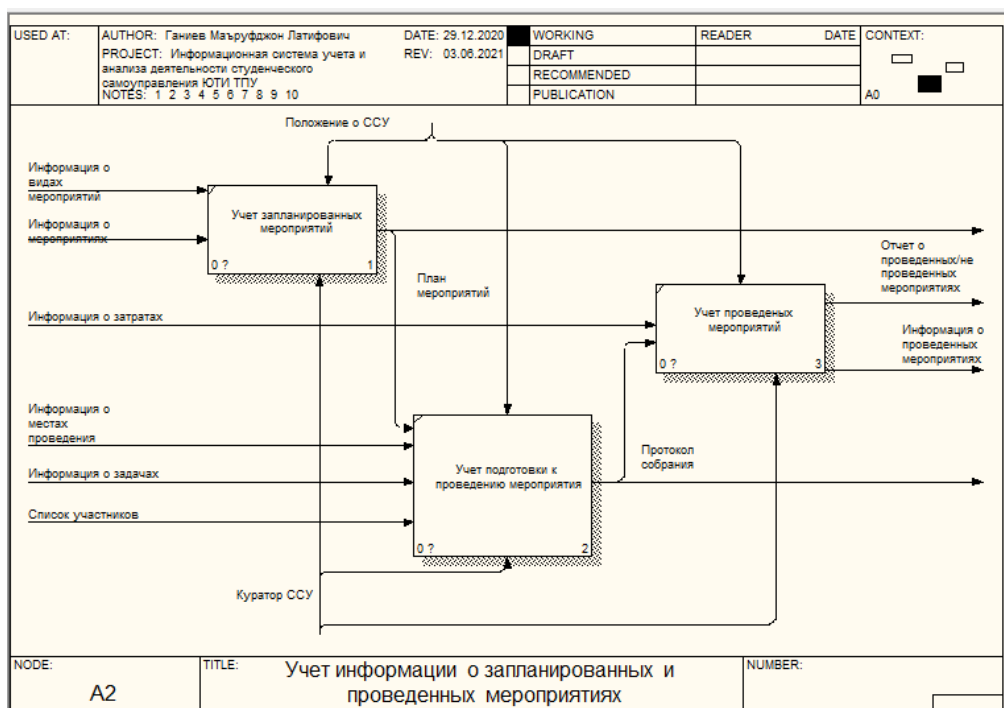 USED AT:
AUTHOR: Ганиев Маъруфджон Латифович
DATE: 29.12.2020
WORKING
READER
DATE
CONTEXT:
PROJECT: Информационная система учета и
анализа деятельности студенческого
самоуправления ЮТИ ТПУ
REV: 03.06.2021
DRAFT
RECOMMENDED
NOTES: 1 2 3 4 5 6 7 8 9 10
PUBLICATION
A0
Положение о ССУ
Информация о
видах
мероприятий
Информация о
мероприятиях
Учет запланированных
мероприятий
0 ?
1
План
мероприятий
Отчет о
проведенных/не
проведенных
мероприятиях
Информация о затратах
Учет проведеных
мероприятий
0 ?
3
Информация о
проведенных
мероприятиях
Информация о
местах
проведения
Информация о задачах
Список участников
Учет подготовки к
проведению мероприятия
0 ?
2
Протокол
собрания
Куратор ССУ
NODE:
A2
TITLE:
Учет информации о запланированных и
проведенных мероприятиях
NUMBER: